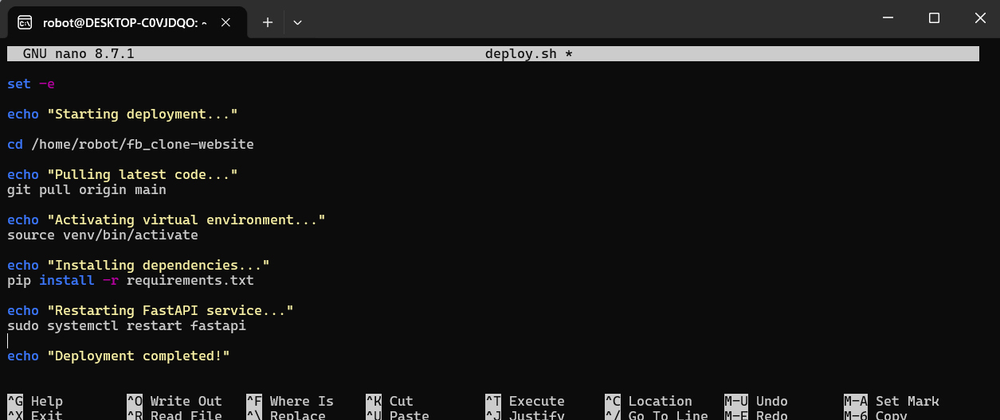 robot@DESKTOP-C0VJDQO: ~
GNU nano 8.7.1 deploy.sh *
set -e
echo "Starting deployment..."
cd /home/robot/fb_clone-website
echo "Pulling latest code..."
git pull origin main
echo "Activating virtual environment..."
source venv/bin/activate
echo "Installing dependencies..."
pip install -r requirements.txt
echo "Restarting FastAPI service..."
sudo systemctl restart fastapi
echo "Deployment completed!"
^G Help ^O Write Out ^F Where Is ^K Cut ^T Execute ^C Location M-U Undo M-A Set Mark
^X Exit ^R Read File ^\ Replace ^U Paste ^J Justify ^/ Go To Line M-E Redo M-6 Copy